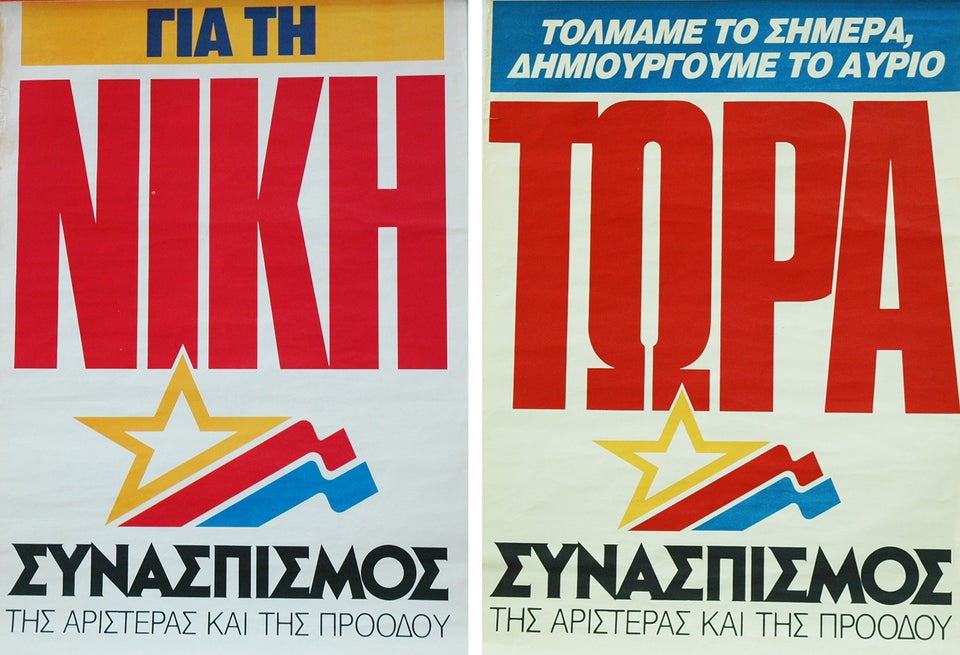 ΓΙΑ ΤΗ
ΝΙΚΗ
ΣΥΝΑΣΠΙΣΜΟΣ
ΤΗΣ ΑΡΙΣΤΕΡΑΣ ΚΑΙ ΤΗΣ ΠΡΟΟΔΟΥ
ΤΟΛΜΑΜΕ ΤΟ ΣΗΜΕΡΑ,
ΔΗΜΙΟΥΡΓΟΥΜΕ ΤΟ ΑΥΡΙΟ
ΤΩΡΑ
ΣΥΝΑΣΠΙΣΜΟΣ
ΤΗΣ ΑΡΙΣΤΕΡΑΣ ΚΑΙ ΤΗΣ ΠΡΟΟΔΟΥ